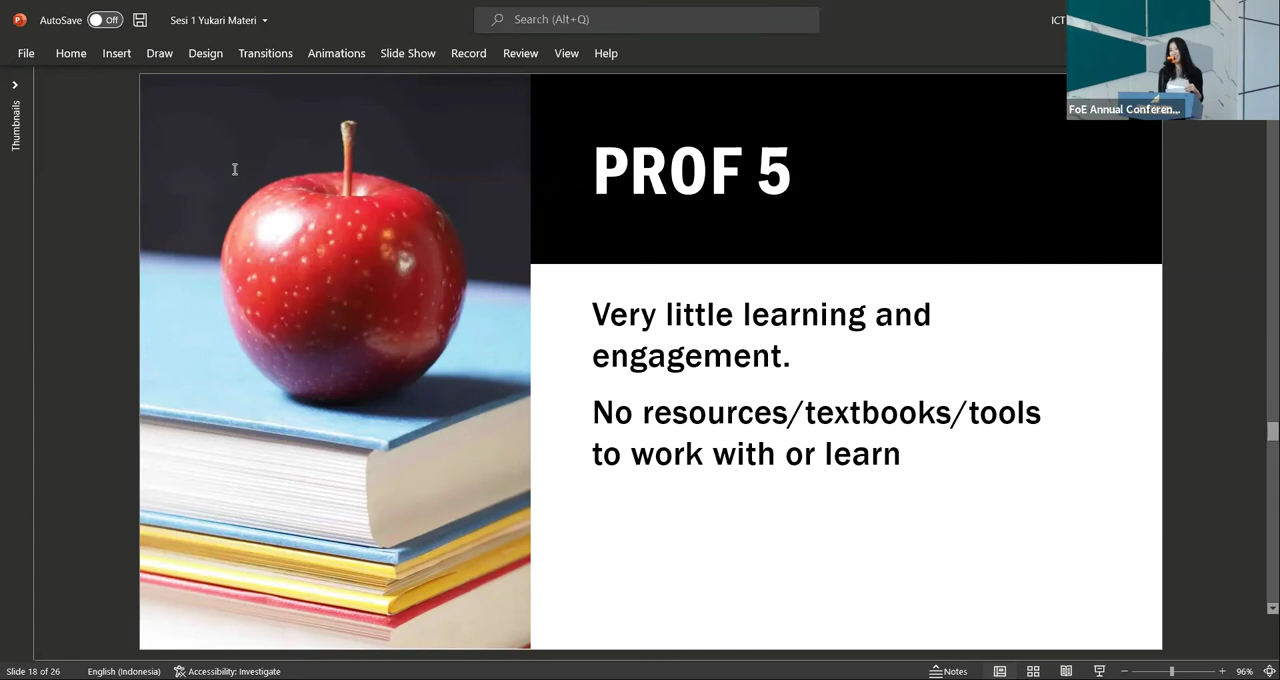 AutoSave Off Sesi 1 Yukari Materi Search (Alt+Q) ICT
File Home Insert Draw Design Transitions Animations Slide Show Record Review View Help
FoE Annual Conferen...
Thumbnails
PROF 5
Very little learning and
engagement.
No resources/textbooks/tools
to work with or learn
Slide 18 of 26 English (Indonesia) Accessibility: Investigate Notes 96%